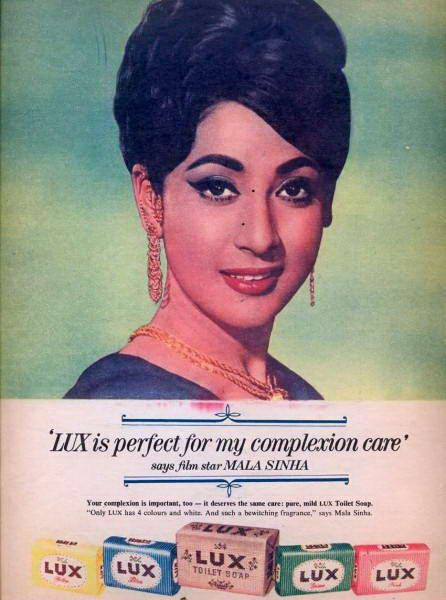 'LUX is perfect for my complexion care'
says film star MALA SINHA
Your complexion is important, too — it deserves the same care: pure, mild LUX Toilet Soap.
"Only LUX has 4 colours and white. And such a bewitching fragrance," says Mala Sinha.
LUX
LUX
LUX
TOILET SOAP
LUX
LUX